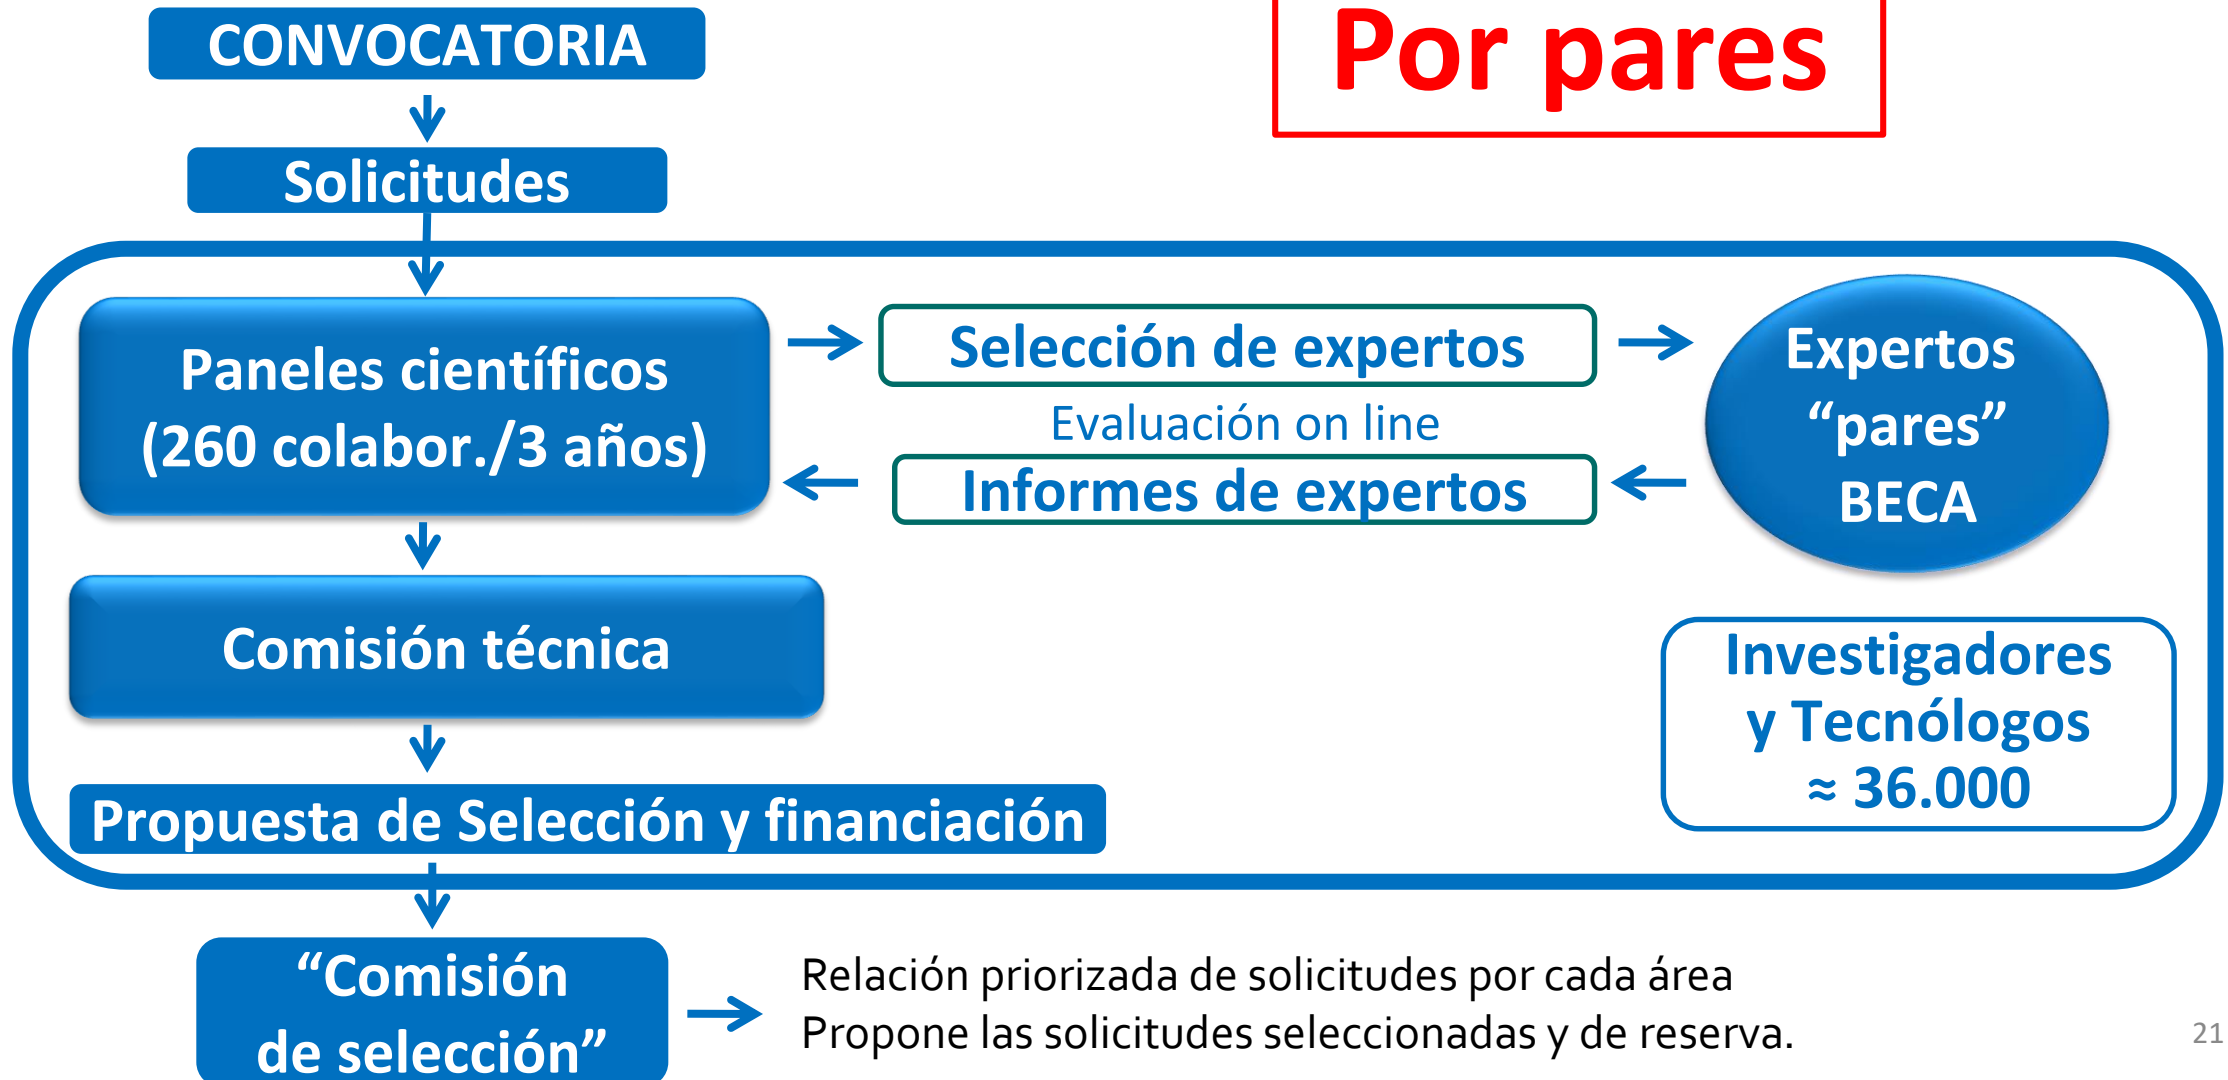 CONVOCATORIA
Por pares
Solicitudes
Paneles científicos
(260 colabor./3 años)
Selección de expertos
Evaluación on line
Informes de expertos
Expertos
“pares”
BECA
Comisión técnica
Investigadores
y Tecnólogos
≈ 36.000
Propuesta de Selección y financiación
“Comisión
de selección”
Relación priorizada de solicitudes por cada área
Propone las solicitudes seleccionadas y de reserva.
21